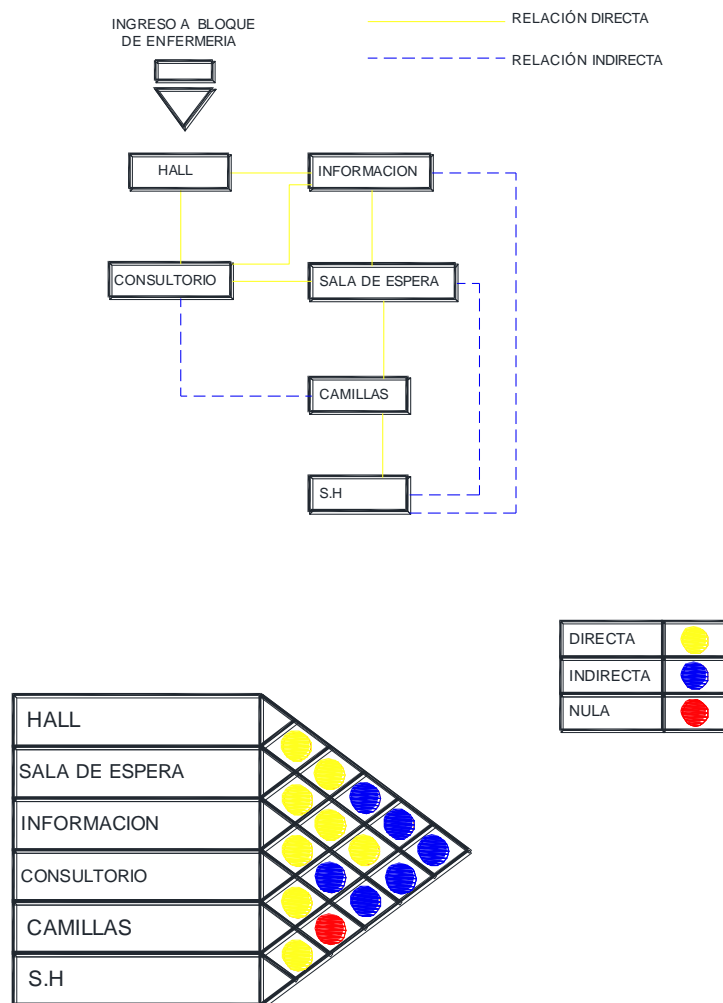 INGRESO A BLOQUE
DE ENFERMERIA
RELACIÓN DIRECTA
RELACIÓN INDIRECTA
HALL
INFORMACION
CONSULTORIO
SALA DE ESPERA
CAMILLAS
S.H
DIRECTA
INDIRECTA
NULA
HALL
SALA DE ESPERA
INFORMACION
CONSULTORIO
CAMILLAS
S.H